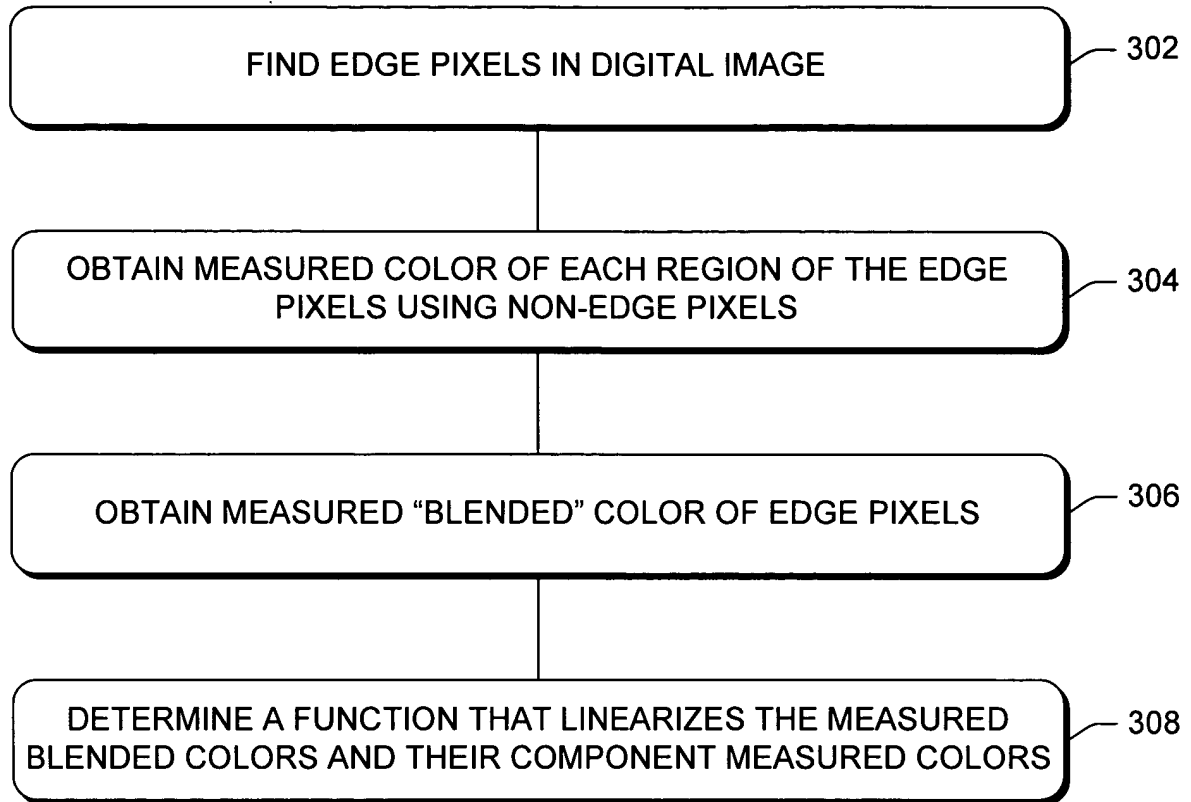 FIND EDGE PIXELS IN DIGITAL IMAGE
302
OBTAIN MEASURED COLOR OF EACH REGION OF THE EDGE
PIXELS USING NON-EDGE PIXELS
304
OBTAIN MEASURED “BLENDED” COLOR OF EDGE PIXELS
306
DETERMINE A FUNCTION THAT LINEARIZES THE MEASURED
BLENDED COLORS AND THEIR COMPONENT MEASURED COLORS
308